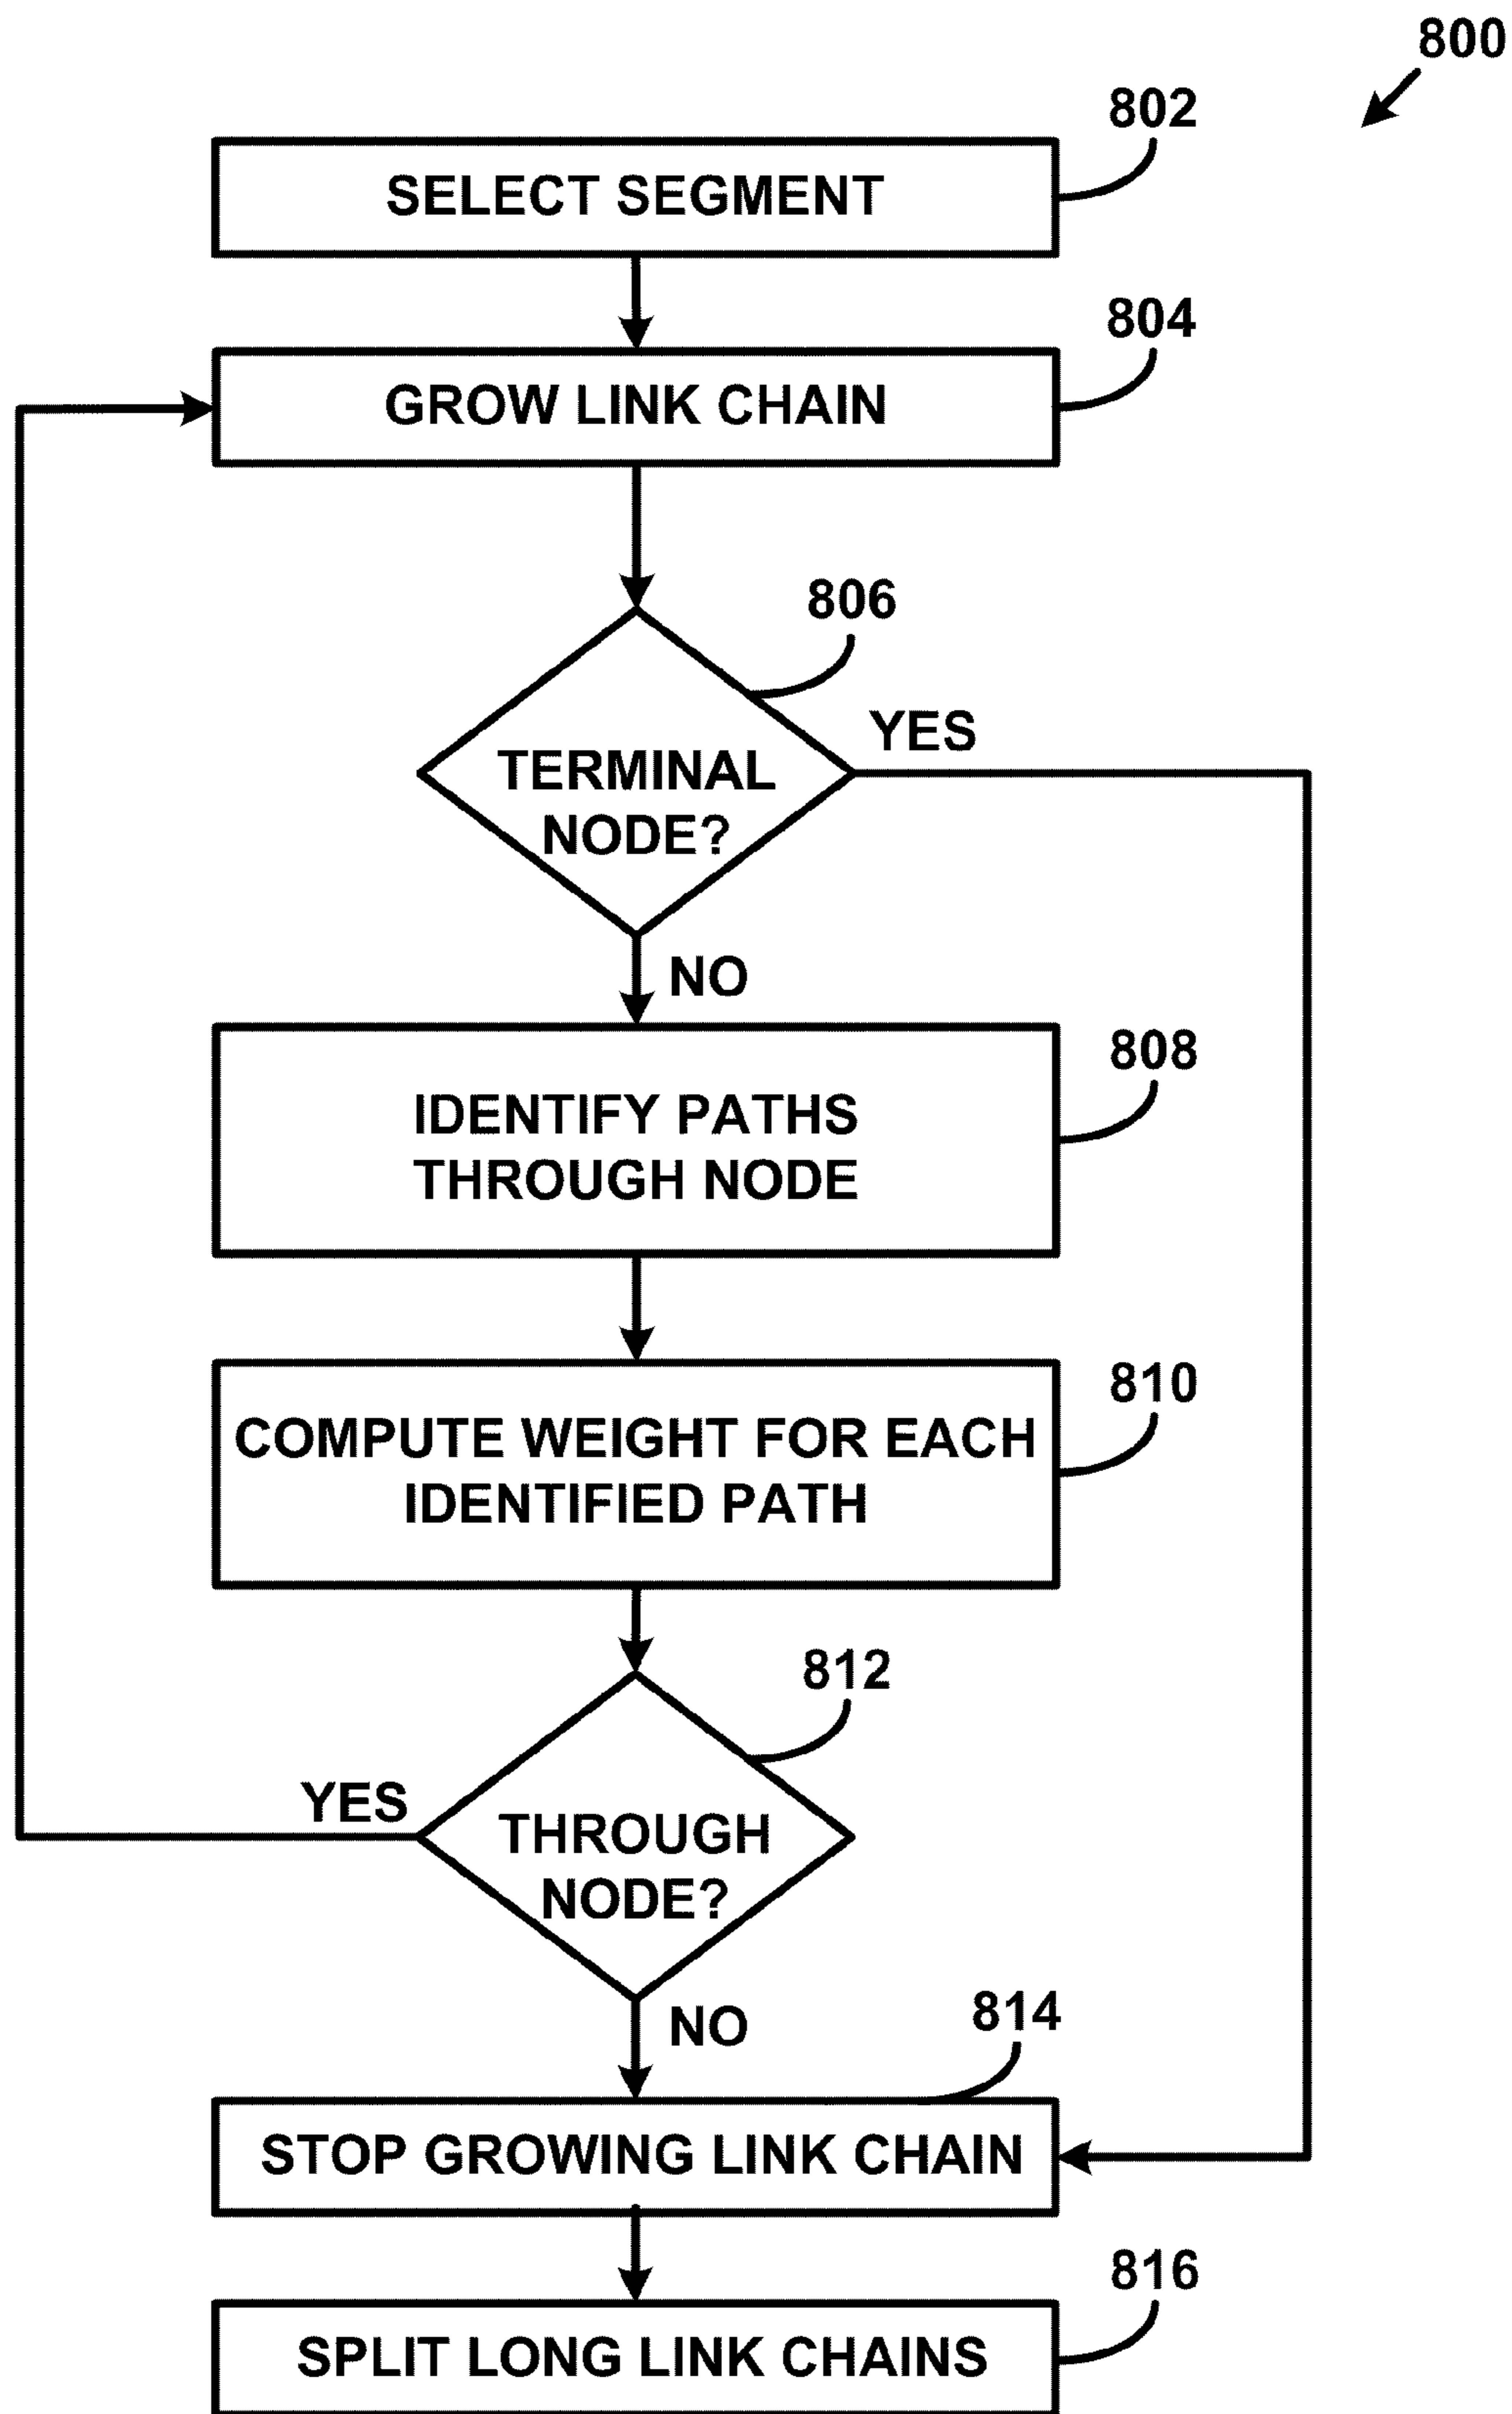 800
802
SELECT SEGMENT
804
GROW LINK CHAIN
806
YES
TERMINAL
NODE?
NO
808
IDENTIFY PATHS
THROUGH NODE
810
COMPUTE WEIGHT FOR EACH
IDENTIFIED PATH
812
YES
THROUGH
NODE?
NO
814
STOP GROWING LINK CHAIN
816
SPLIT LONG LINK CHAINS